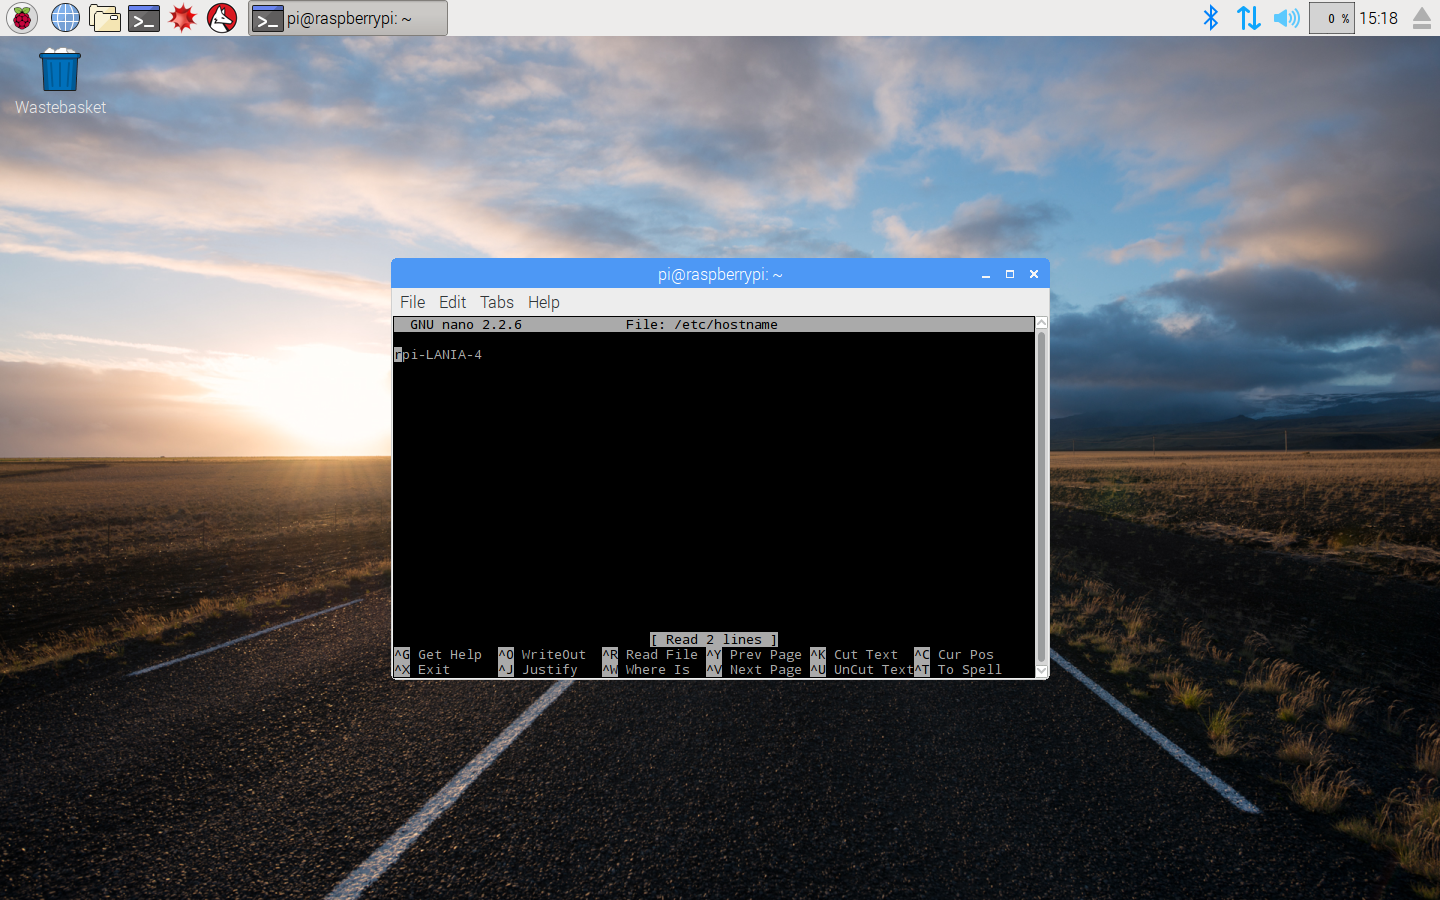 pi@raspberrypi: ~
0 %
15:18
Wastebasket
pi@raspberrypi: ~
File Edit Tabs Help
GNU nano 2.2.6 File: /etc/hostname
rpi-LANIA-4
[ Read 2 lines ]
^G Get Help ^O WriteOut ^R Read File ^Y Prev Page ^K Cut Text ^C Cur Pos
^X Exit ^J Justify ^W Where Is ^V Next Page ^U UnCut Text ^T To Spell